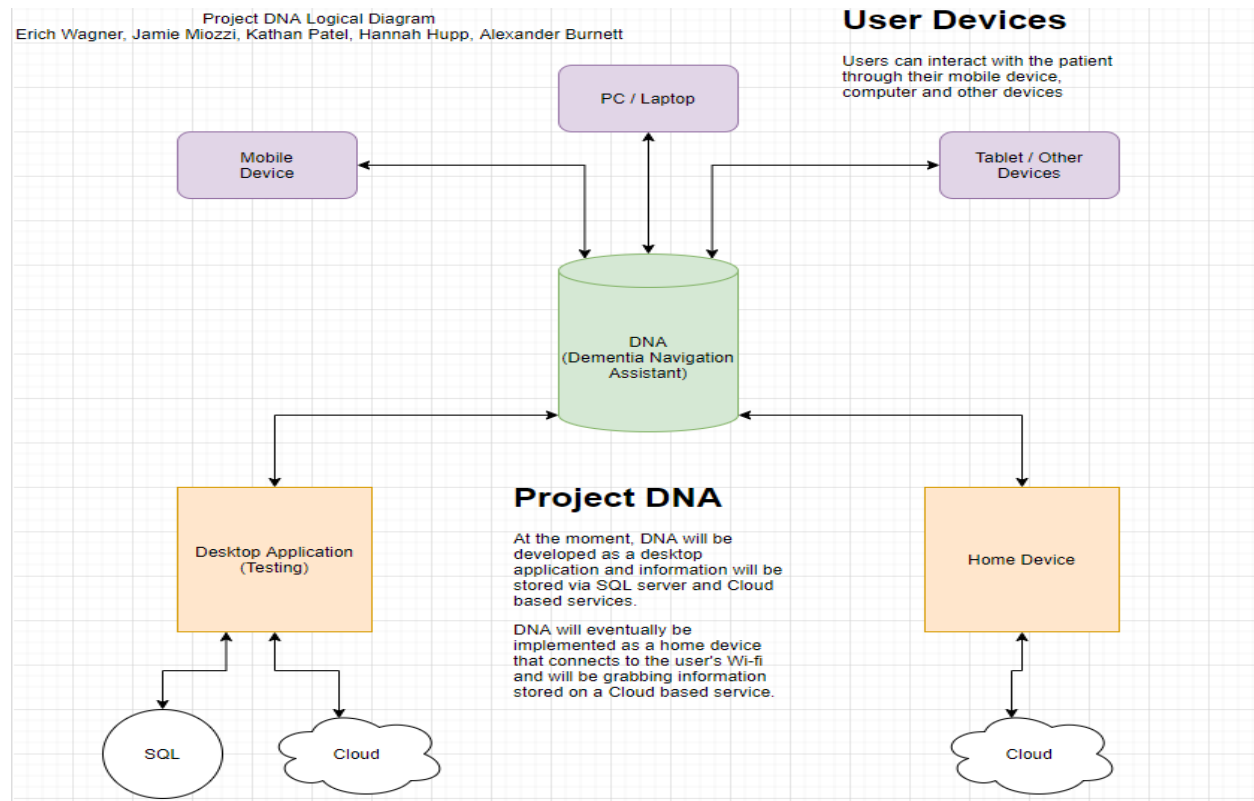 Project DNA Logical Diagram
Erich Wagner, Jamie Miozzi, Kathan Patel, Hannah Hupp, Alexander Burnett
User Devices
Users can interact with the patient
through their mobile device,
computer and other devices
PC / Laptop
Mobile
Device
Tablet / Other
Devices
DNA
(Dementia Navigation
Assistant)
Desktop Application
(Testing)
Project DNA
At the moment, DNA will be
developed as a desktop
application and information will be
stored via SQL server and Cloud
based services.
DNA will eventually be
implemented as a home device
that connects to the user's Wi-fi
and will be grabbing information
stored on a Cloud based service.
Home Device
SQL
Cloud
Cloud